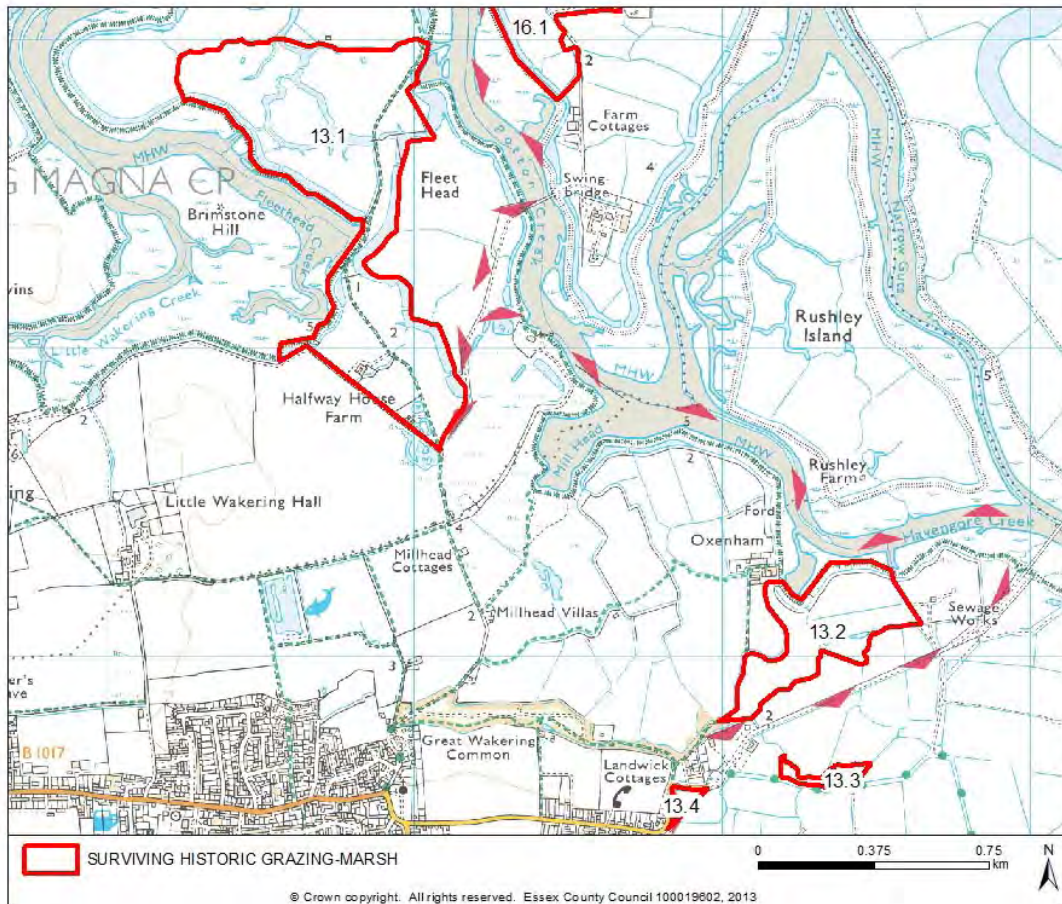 16.1
2
13.1
Farm
Cottages
4
MHW
MHW
Fleet
Head
Potton Creek
Swing-
bridge
Narrow Cuts
G MAGNA CP
MHW
Brimstone
Hill
Fleethead Creek
vins
1
Little Wakering Creek
2
Rushley
Island
MHW
5
Halfway House
Farm
2
Mill Head
5
MHW
2
Rushley
Farm
ing
Little Wakering Hall
Ford
Havengore Creek
4
Oxenham
Millhead
Cottages
2
Millhead Villas
13.2
Sewage
Works
3
er's
ave
2
B 1017
Great Wakering
Common
Landwick
Cottages
13.3
13.4
PO
SURVIVING HISTORIC GRAZING-MARSH
0 0.375 0.75
km
N
© Crown copyright. All rights reserved. Essex County Council 100019602, 2013